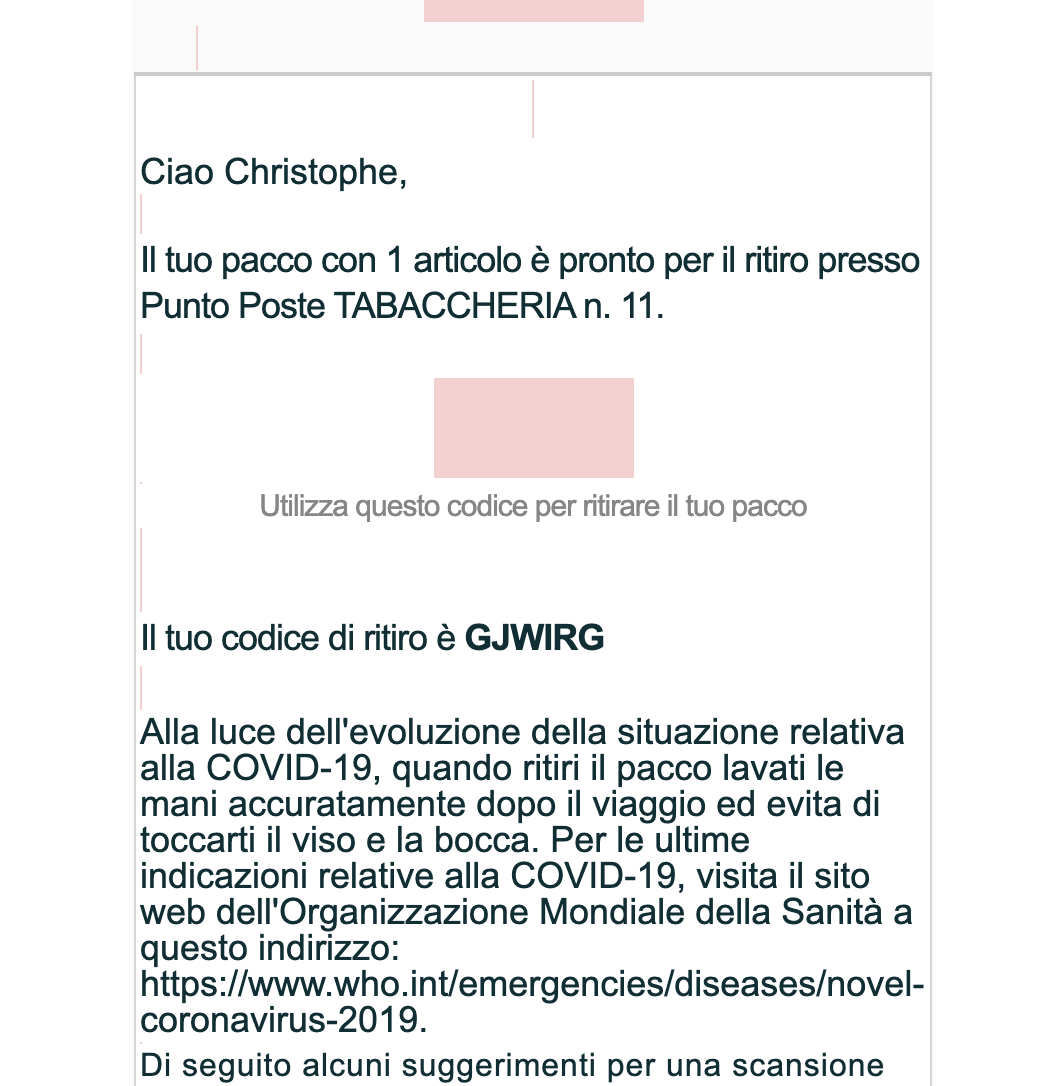 Ciao Christophe,
Il tuo pacco con 1 articolo è pronto per il ritiro presso
Punto Poste TABACCHERIA n. 11.
Utilizza questo codice per ritirare il tuo pacco
Il tuo codice di ritiro è GJWIRG
Alla luce dell'evoluzione della situazione relativa
alla COVID-19, quando ritiri il pacco lavati le
mani accuratamente dopo il viaggio ed evita di
toccarti il viso e la bocca. Per le ultime
indicazioni relative alla COVID-19, visita il sito
web dell'Organizzazione Mondiale della Sanità a
questo indirizzo:
https://www.who.int/emergencies/diseases/novel-
coronavirus-2019.
Di seguito alcuni suggerimenti per una scansione